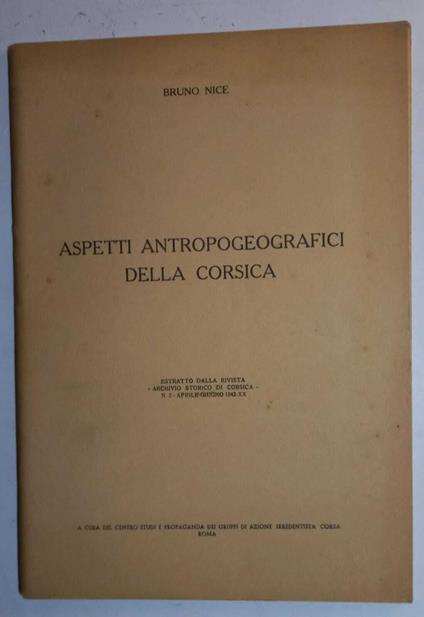 BRUNO NICE
ASPETTI ANTROPOGEOGRAFICI
DELLA CORSICA
ESTRATTO DALLA RIVISTA
« ARCHIVIO STORICO DI CORSICA »
N 2 - APRILE-GIUGNO 1942-XX
A CURA DEL CENTRO STUDI E PROPAGANDA DEI GRUPPI DI AZIONE IRREDENTISTA CORSA
ROMA